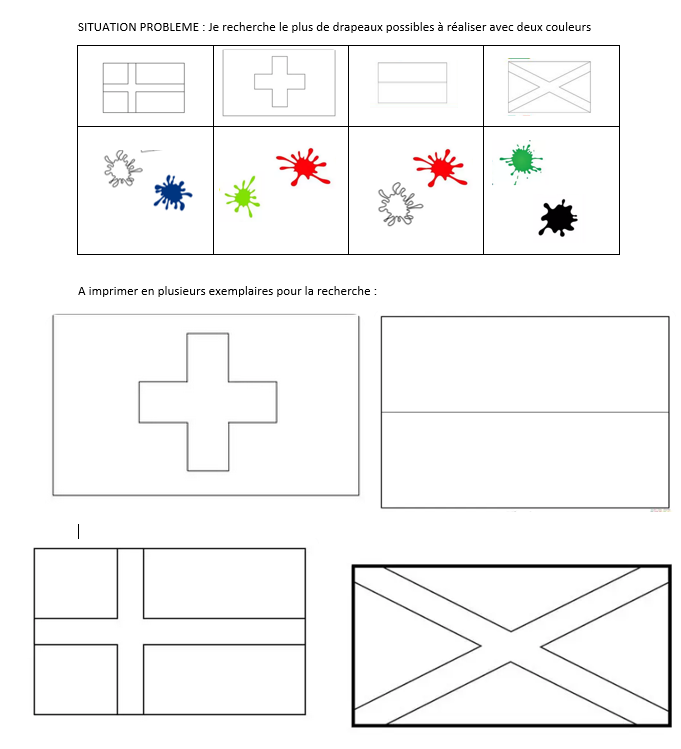 SITUATION PROBLEME : Je recherche le plus de drapeaux possibles à réaliser avec deux couleurs
A imprimer en plusieurs exemplaires pour la recherche :